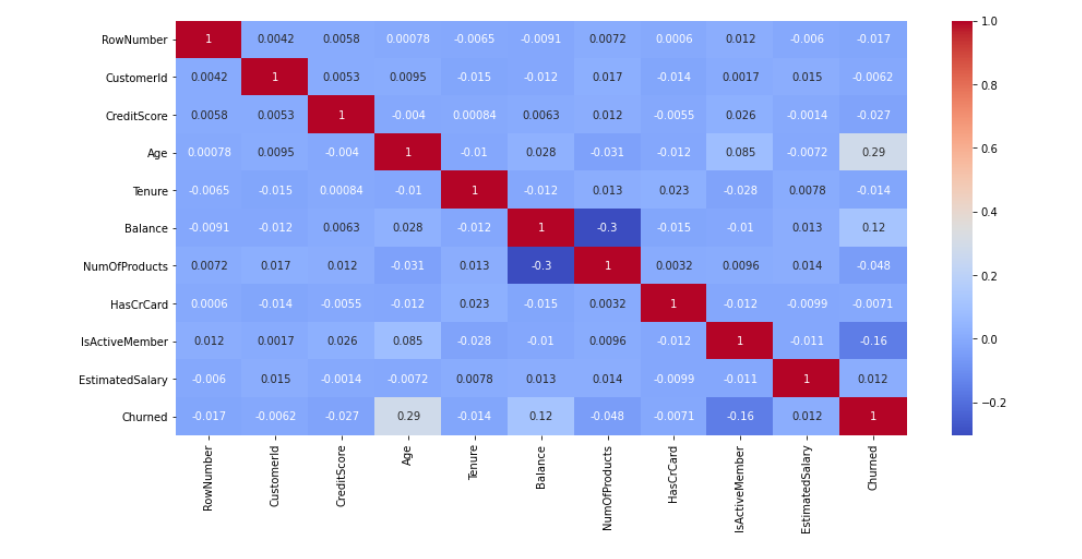 RowNumber 1 0.0042 0.0058 0.00078 -0.0065 -0.0091 0.0072 0.0006 0.012 -0.006 -0.017
CustomerId 0.0042 1 0.0053 0.0095 -0.015 -0.012 0.017 -0.014 0.0017 0.015 -0.0062
CreditScore 0.0058 0.0053 1 -0.004 0.00084 0.0063 0.012 -0.0055 0.026 -0.0014 -0.027
Age 0.00078 0.0095 -0.004 1 -0.01 0.028 -0.031 -0.012 0.085 -0.0072 0.29
Tenure -0.0065 -0.015 0.00084 -0.01 1 -0.012 0.013 0.023 -0.028 0.0078 -0.014
Balance -0.0091 -0.012 0.0063 0.028 -0.012 1 -0.3 -0.015 -0.01 0.013 0.12
NumOfProducts 0.0072 0.017 0.012 -0.031 0.013 -0.3 1 0.0032 0.0096 0.014 -0.048
HasCrCard 0.0006 -0.014 -0.0055 -0.012 0.023 -0.015 0.0032 1 -0.012 -0.0099 -0.0071
IsActiveMember 0.012 0.0017 0.026 0.085 -0.028 -0.01 0.0096 -0.012 1 -0.011 -0.16
EstimatedSalary -0.006 0.015 -0.0014 -0.0072 0.0078 0.013 0.014 -0.0099 -0.011 1 0.012
Churned -0.017 -0.0062 -0.027 0.29 -0.014 0.12 -0.048 -0.0071 -0.16 0.012 1
RowNumber
CustomerId
CreditScore
Age
Tenure
Balance
NumOfProducts
HasCrCard
IsActiveMember
EstimatedSalary
Churned
1.0
0.8
0.6
0.4
0.2
0.0
−0.2